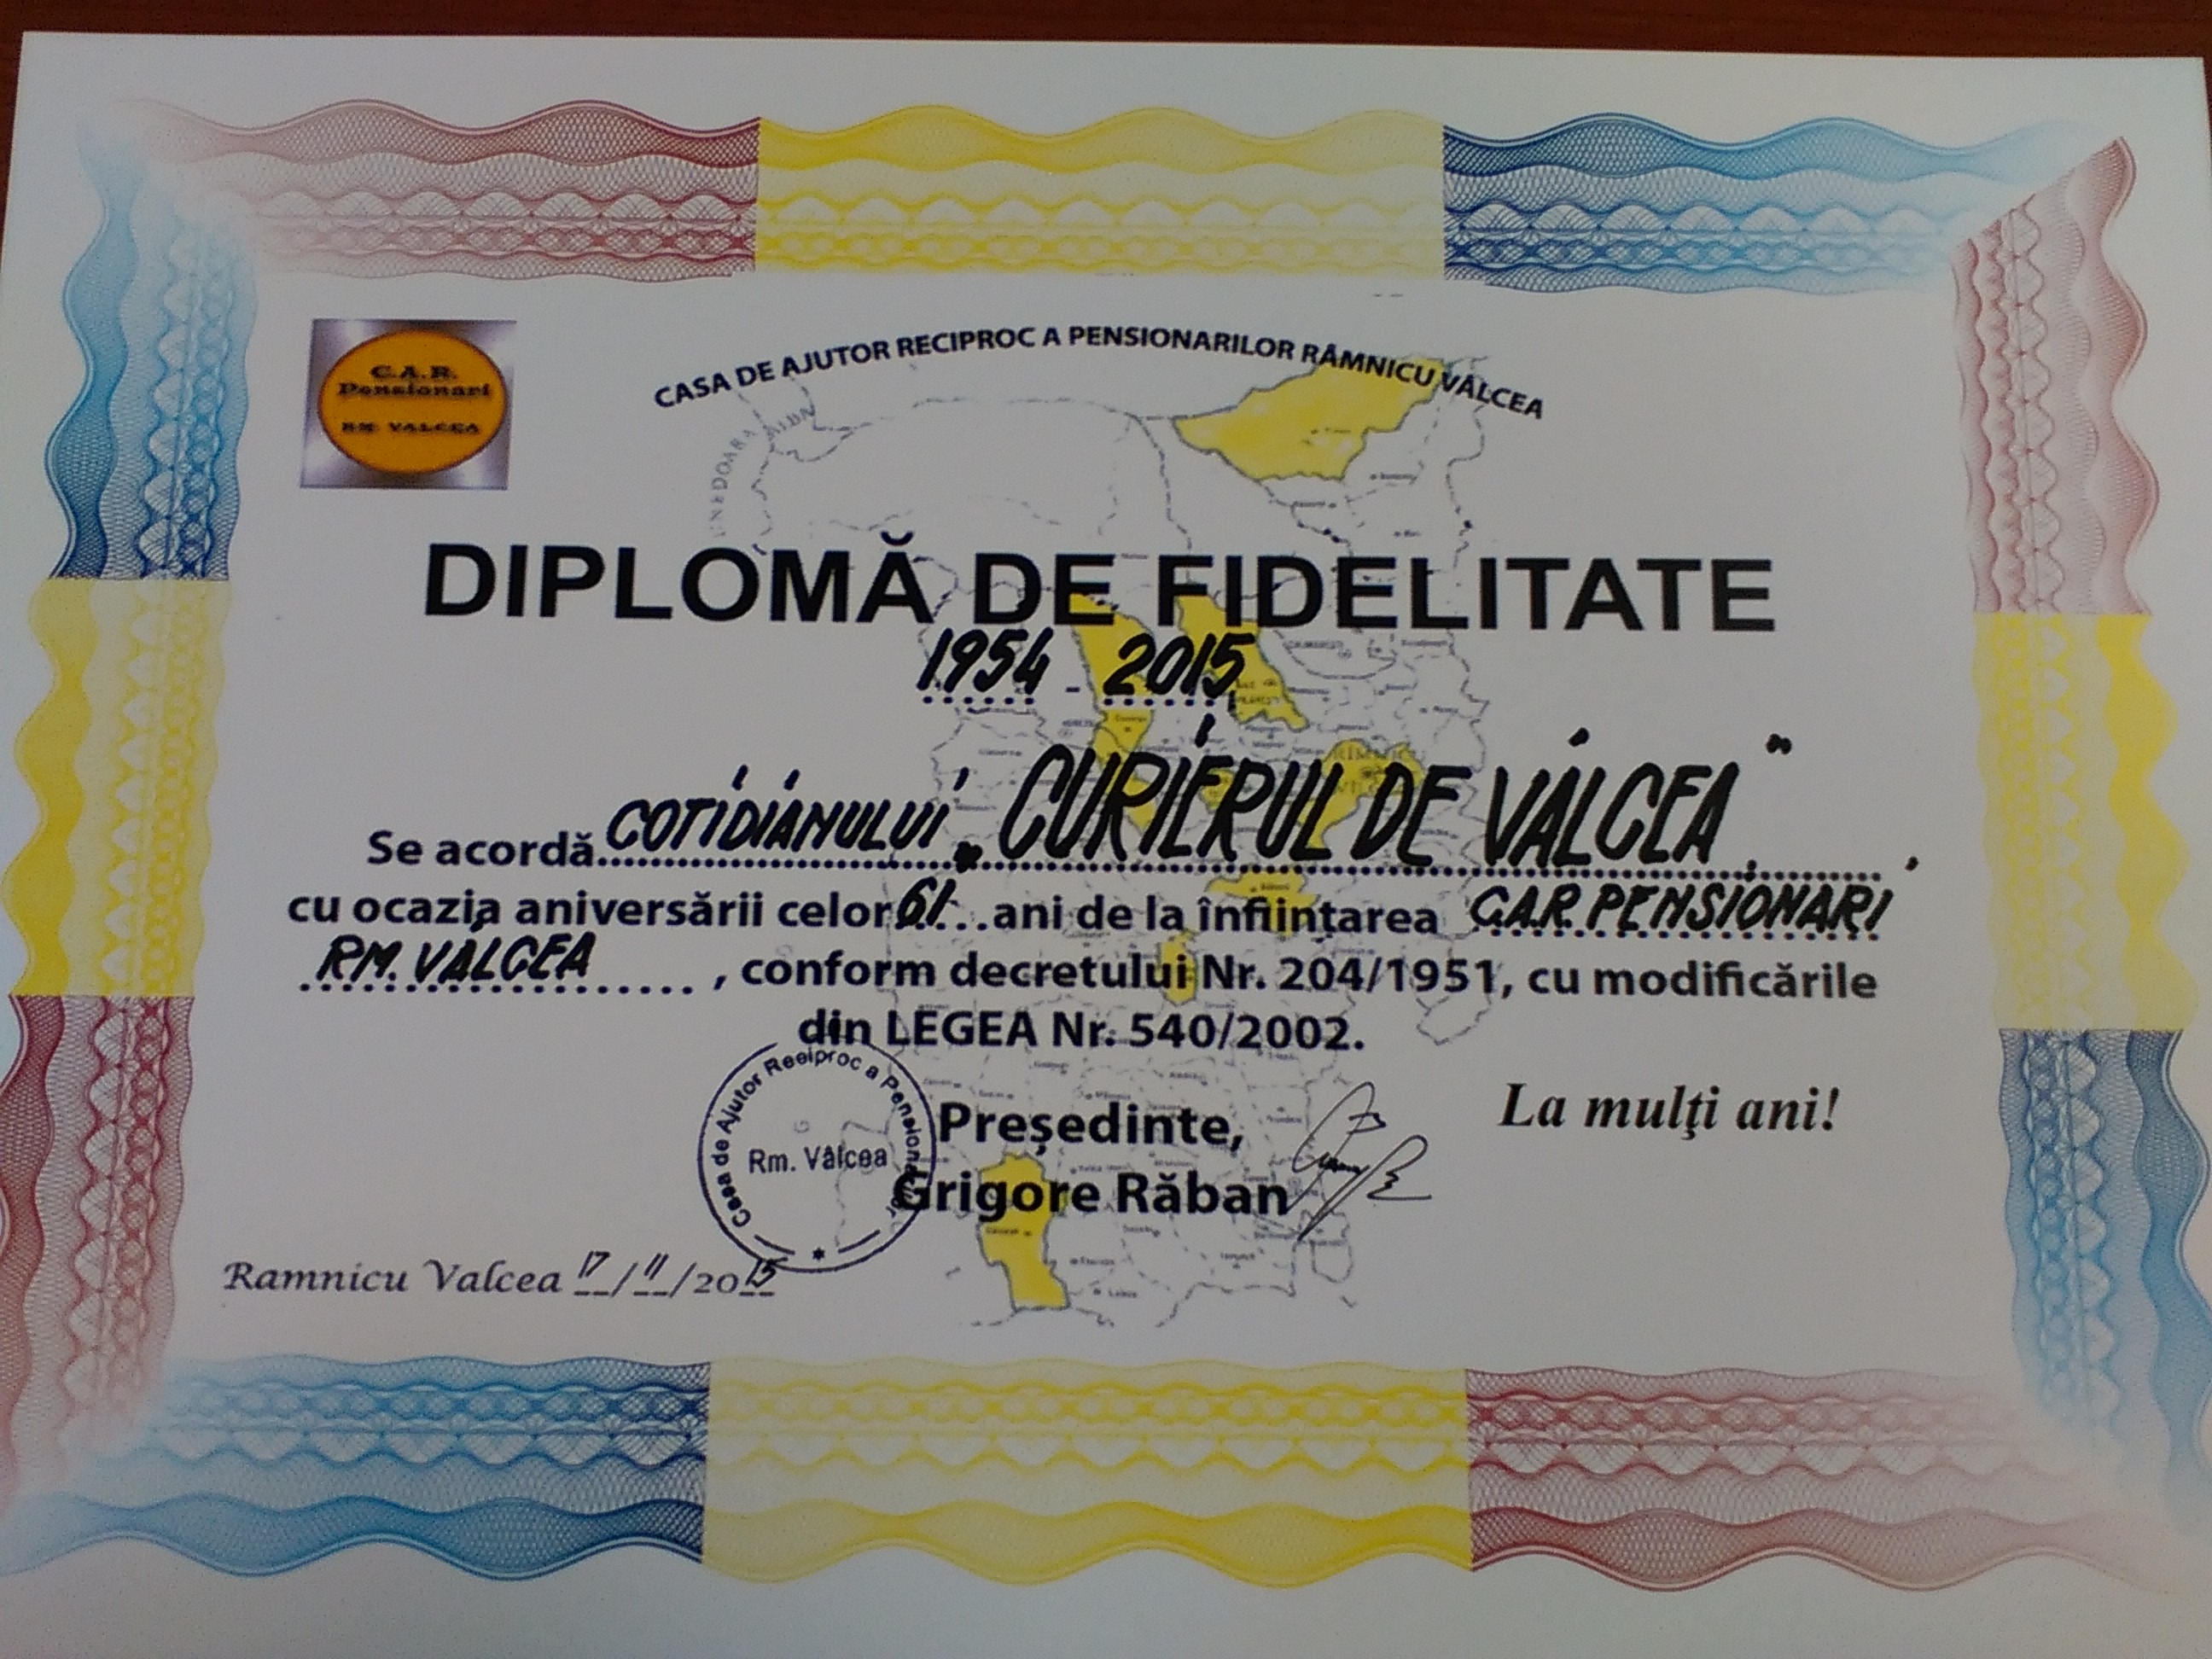 C.A.R.
Pensionari
RM. VALCEA
CASA DE AJUTOR RECIPROC A PENSIONARILOR RÂMNICU VÂLCEA
DIPLOMĂ DE FIDELITATE
1954 - 2015
Se acordă COTIDIANULUI „CURIERUL DE VÂLCEA”
cu ocazia aniversării celor 61 ani de la înființarea C.A.R. PENSIONARI
RM. VÂLCEA, conform decretului Nr. 204/1951, cu modificările
din LEGEA Nr. 540/2002.
Casa de Ajutor Reciproc a Pensionarilor
Rm. Vâlcea
Președinte,
Grigore Răban
La mulţi ani!
Ramnicu Valcea 17/11/2015